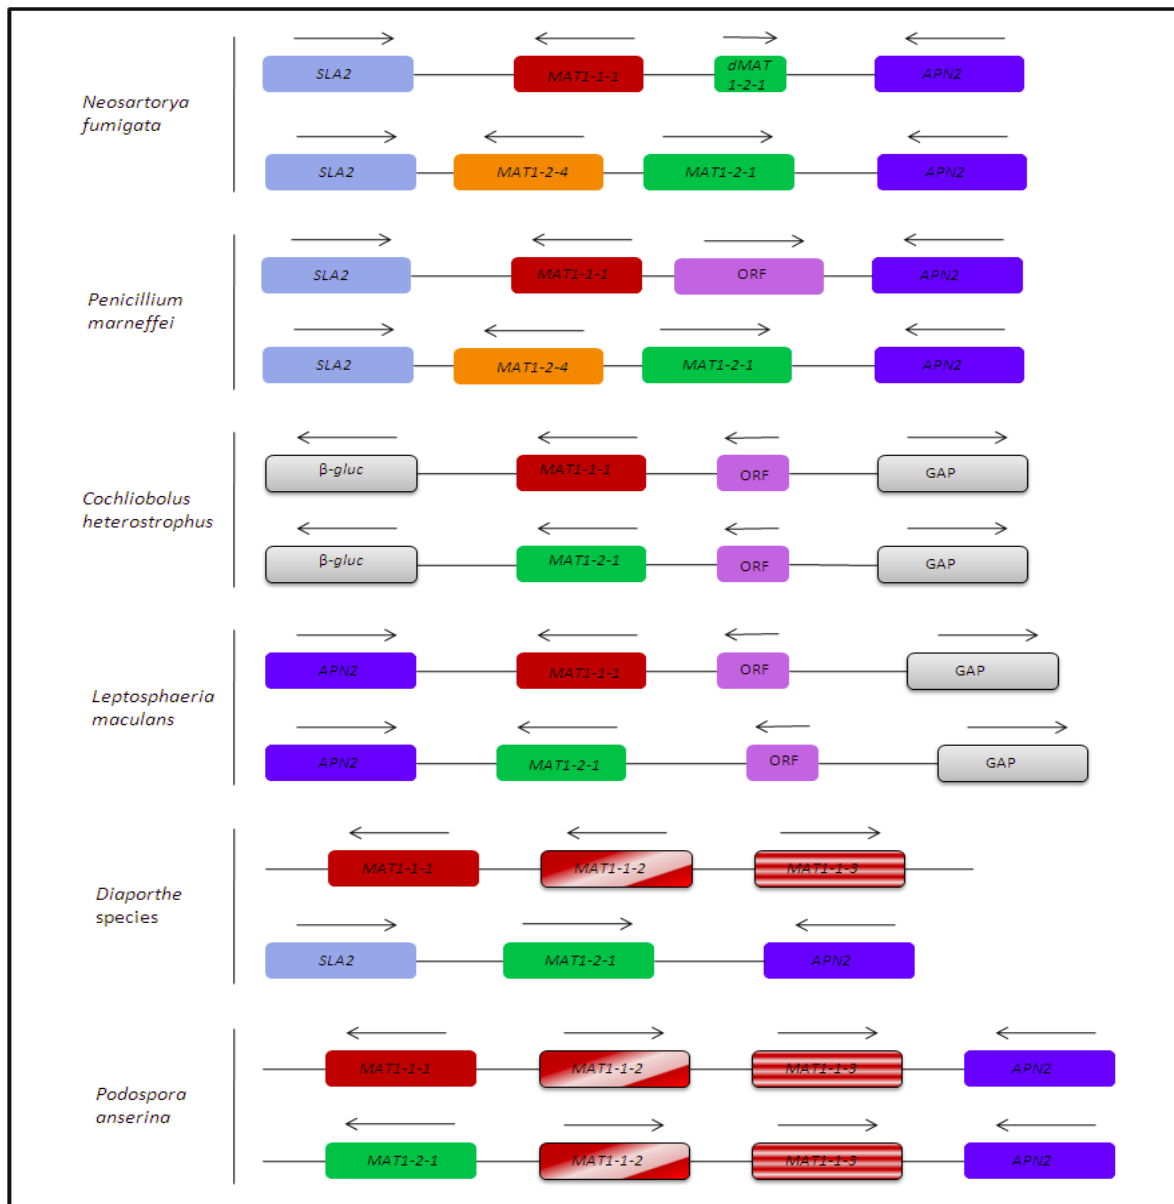 Neosartorya
fumigata
SLA2 MAT1-1-1 dMAT
1-2-1 APN2
SLA2 MAT1-2-4 MAT1-2-1 APN2
Penicillium
marneffei
SLA2 MAT1-1-1 ORF APN2
SLA2 MAT1-2-4 MAT1-2-1 APN2
Cochliobolus
heterostrophus
β-gluc MAT1-1-1 ORF GAP
β-gluc MAT1-2-1 ORF GAP
Leptosphaeria
maculans
APN2 MAT1-1-1 ORF GAP
APN2 MAT1-2-1 ORF GAP
Diaporthe
species
MAT1-1-1 MAT1-1-2 MAT1-1-3
SLA2 MAT1-2-1 APN2
Podospora
anserina
MAT1-1-1 MAT1-1-2 MAT1-1-3 APN2
MAT1-2-1 MAT1-1-2 MAT1-1-3 APN2